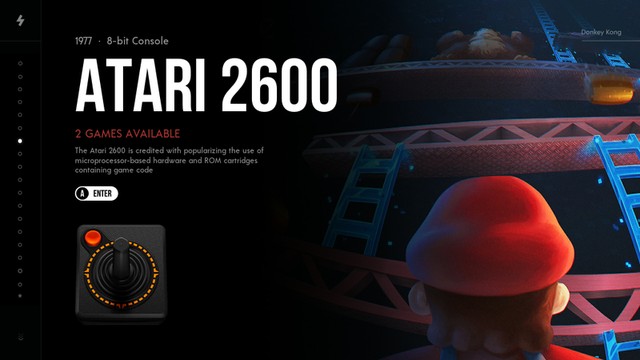 1977 · 8-bit Console
Donkey Kong
ATARI 2600
2 GAMES AVAILABLE
The Atari 2600 is credited with popularizing the use of
microprocessor-based hardware and ROM cartridges
containing game code
A ENTER